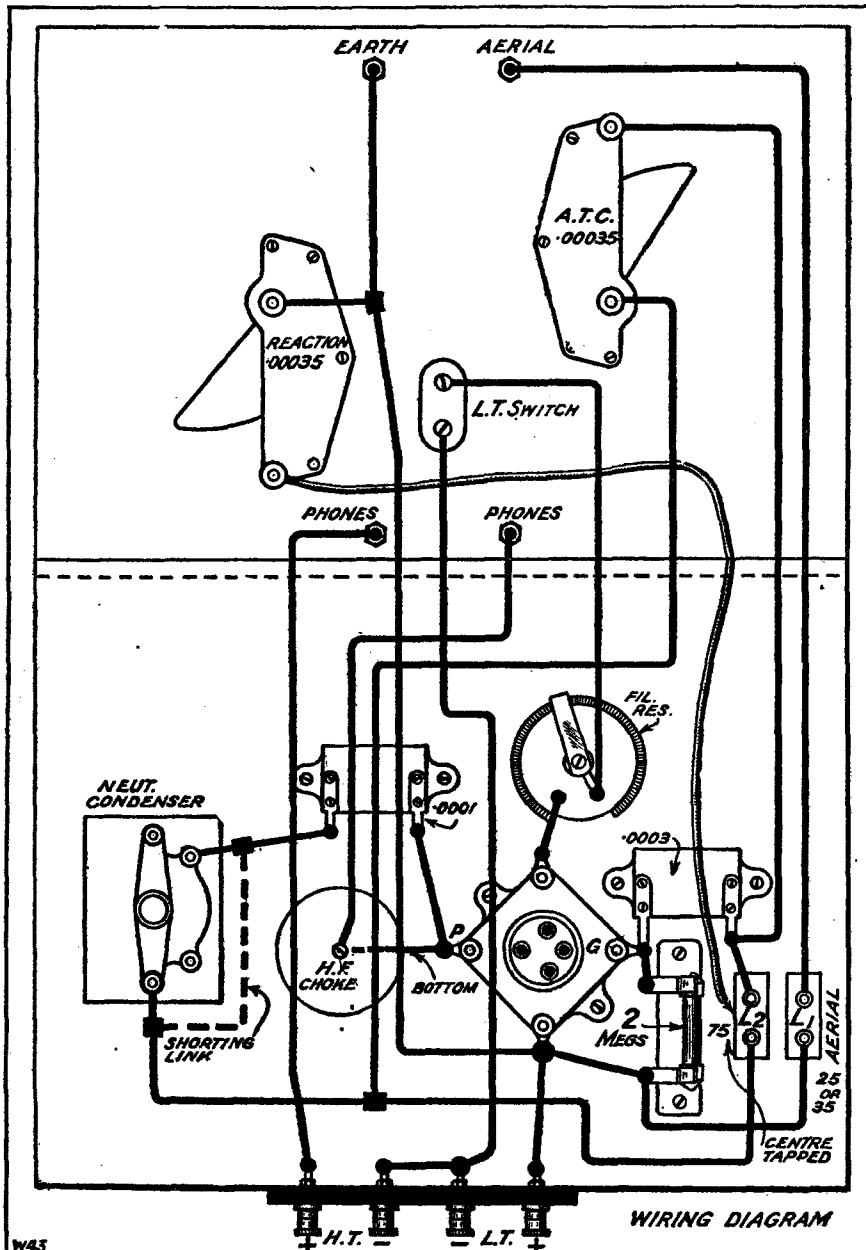 EARTH
AERIAL
A.T.C.
.00035
REACTION
.00035
L.T. SWITCH
PHONES
PHONES
FIL.
RES.
NEUT.
CONDENSER
.0001
.0003
P
G
H.F.
CHOKE
BOTTOM
SHORTING
LINK
2
MEGS
75
L2
L1
AERIAL
25
OR
35
CENTRE
TAPPED
+ H.T. - - L.T. +
WIRING DIAGRAM
W43